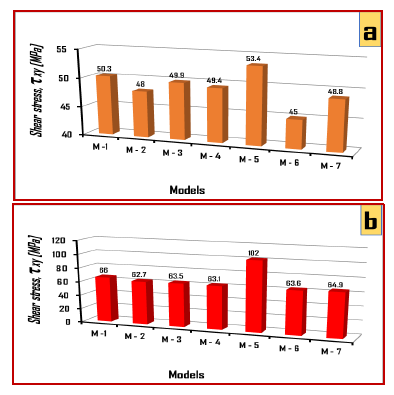 a
Shear stress, τ xy [MPa]
55
50
45
40
50.3
48
49.9
49.4
53.4
45
48.8
M -1
M - 2
M - 3
M - 4
M - 5
M - 6
M - 7
Models
b
Shear stress, τ xy [MPa]
120
100
80
60
40
20
0
66
62.7
63.5
63.1
102
63.6
64.9
M -1
M - 2
M - 3
M - 4
M - 5
M - 6
M - 7
Models